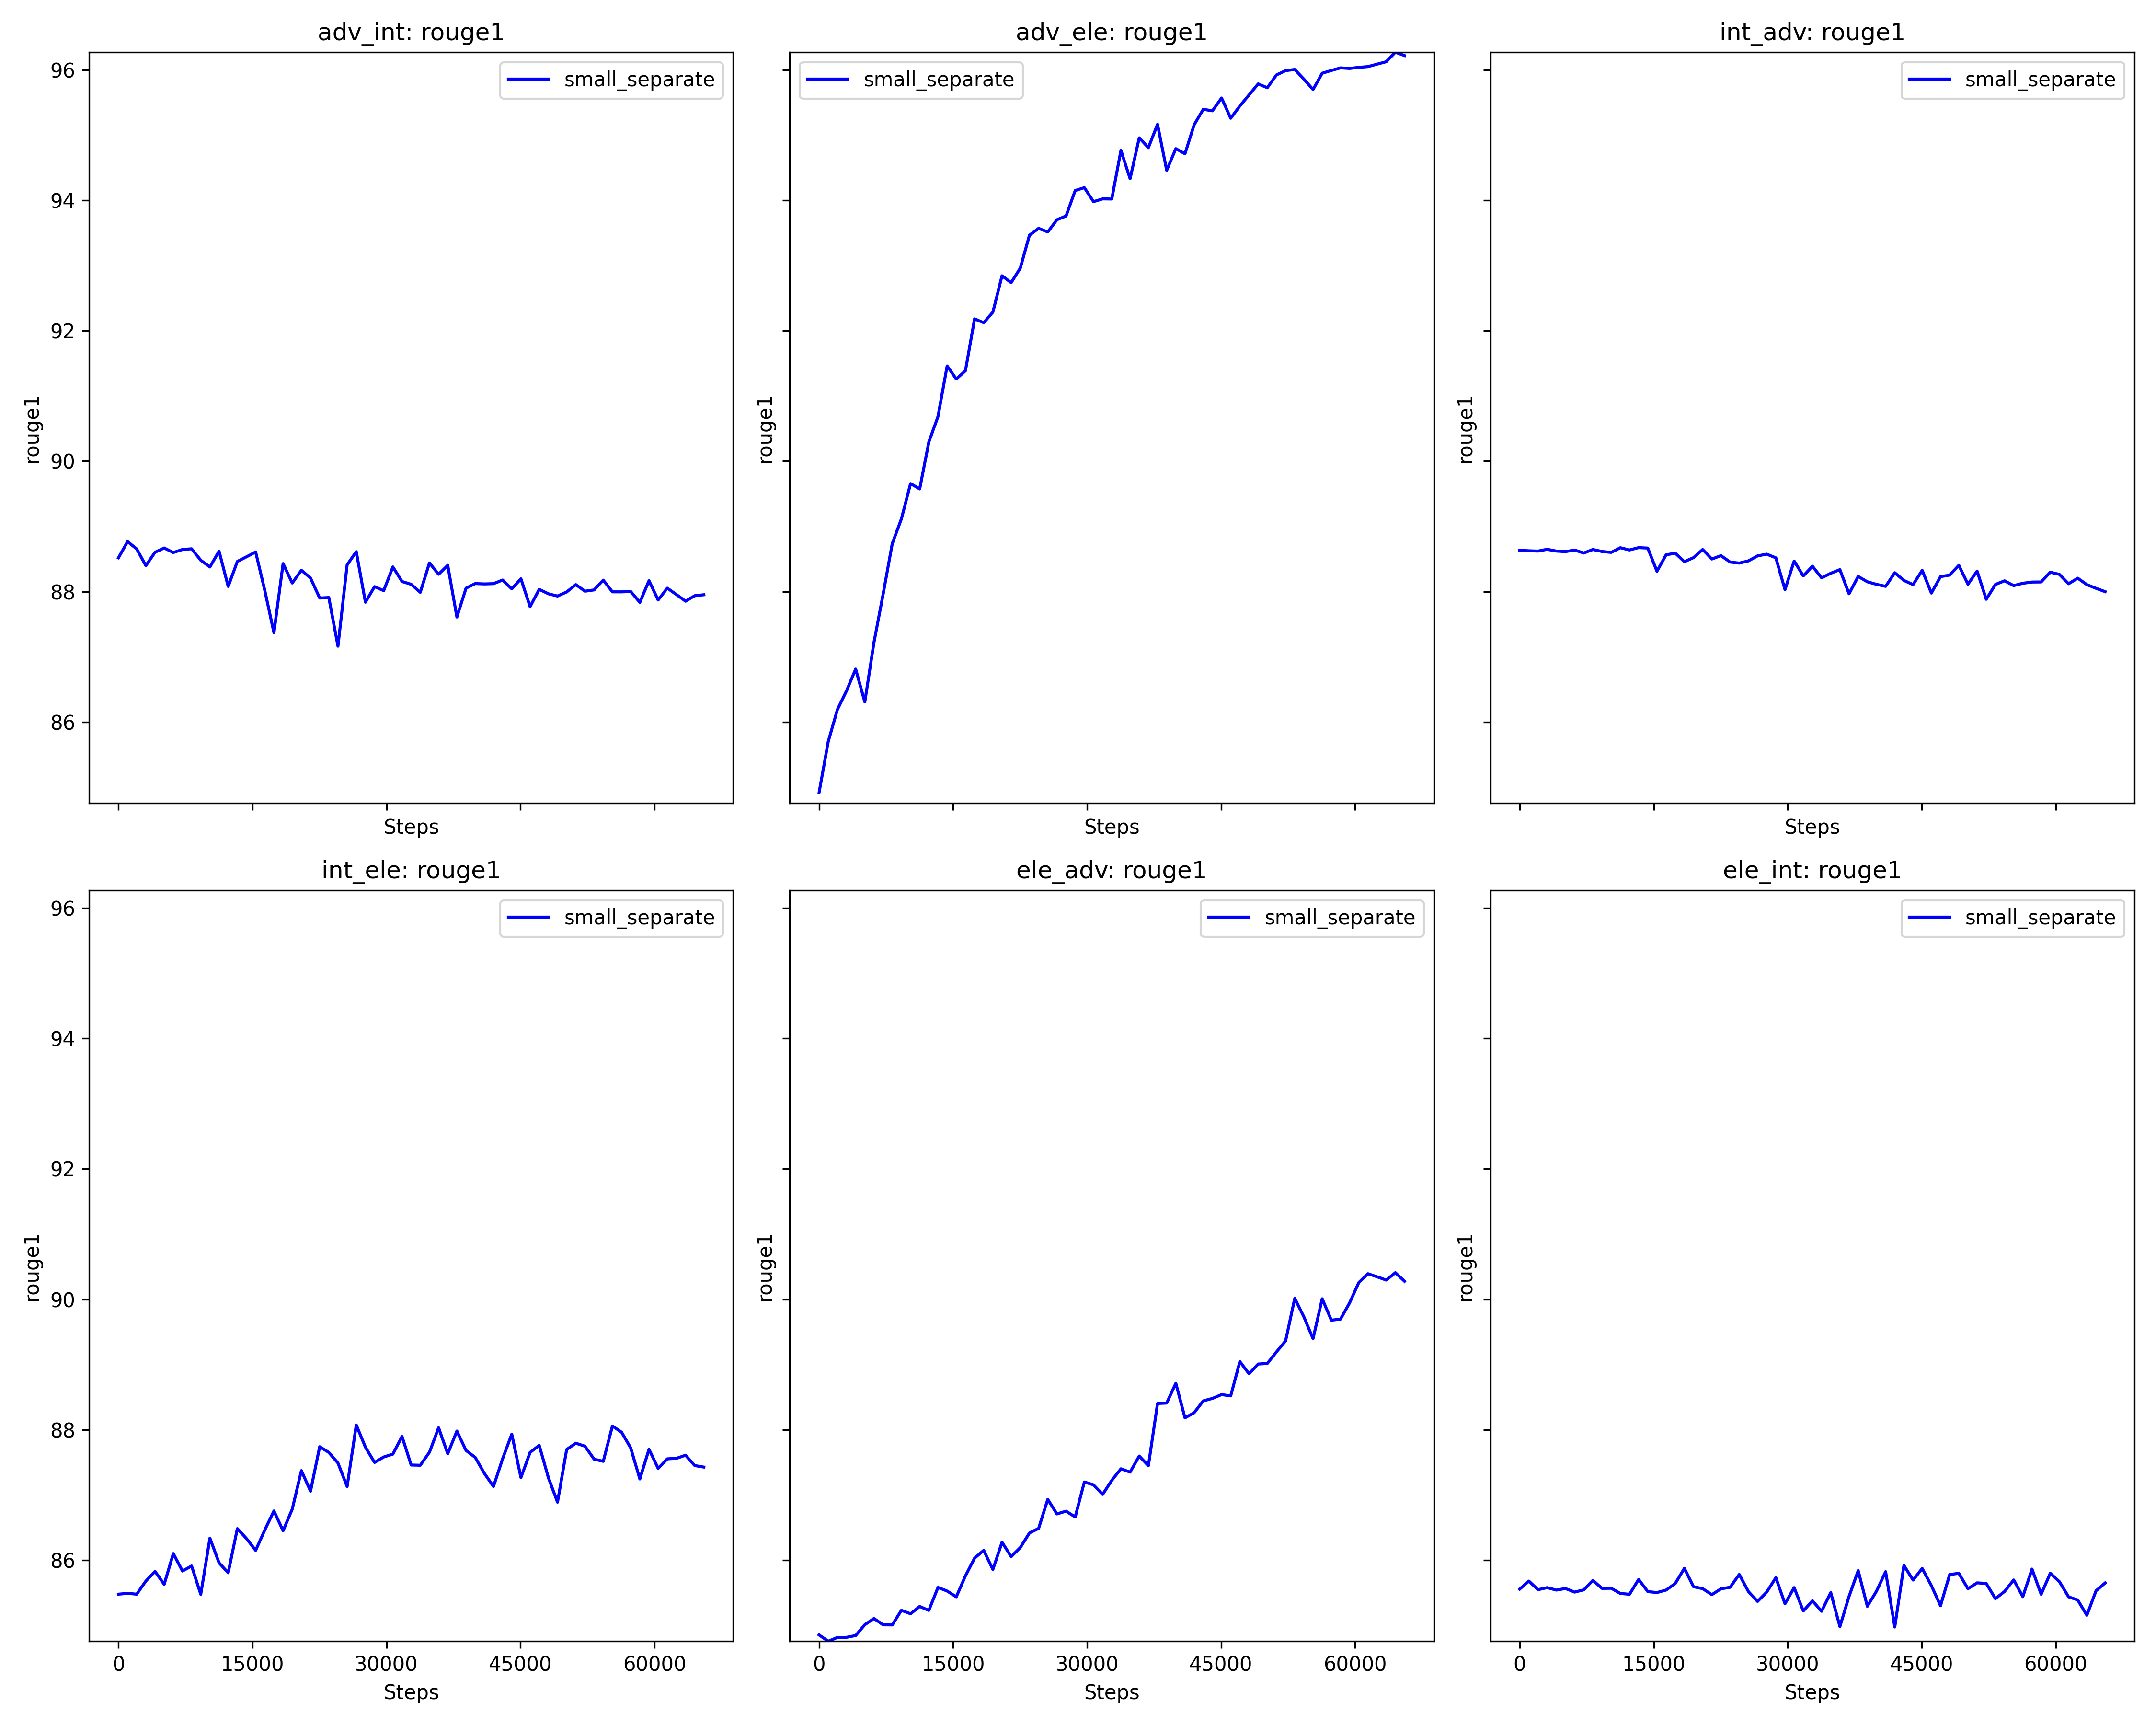 adv_int: rouge1
small_separate
96
94
92
90
88
86
rouge1
Steps
adv_ele: rouge1
small_separate
rouge1
Steps
int_adv: rouge1
small_separate
rouge1
Steps
int_ele: rouge1
small_separate
96
94
92
90
88
86
rouge1
0 15000 30000 45000 60000
Steps
ele_adv: rouge1
small_separate
rouge1
0 15000 30000 45000 60000
Steps
ele_int: rouge1
small_separate
rouge1
0 15000 30000 45000 60000
Steps